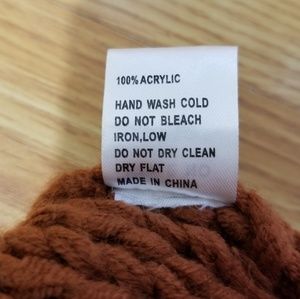 100% ACRYLIC
HAND WASH COLD
DO NOT BLEACH
IRON,LOW
DO NOT DRY CLEAN
DRY FLAT
MADE IN CHINA